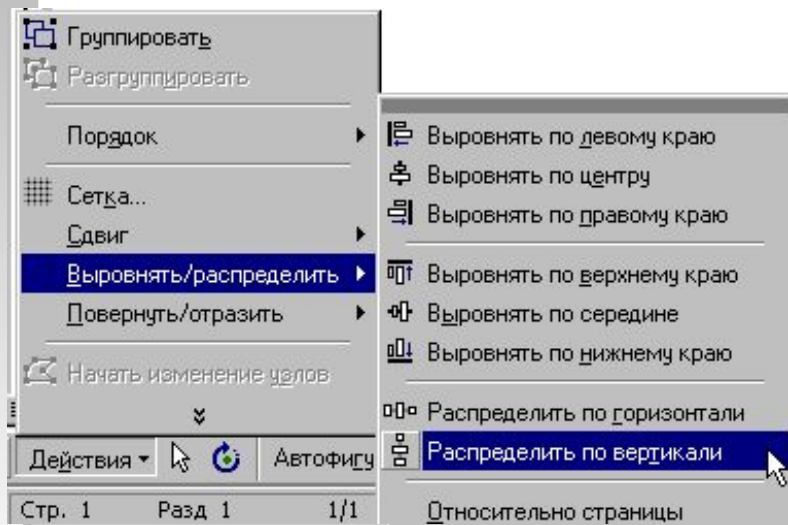 Группировать
Разгруппировать
Порядок
Сетка...
Сдвиг
Выровнять/распределить
Повернуть/отразить
Начать изменение узлов
Выровнять по левому краю
Выровнять по центру
Выровнять по правому краю
Выровнять по верхнему краю
Выровнять по середине
Выровнять по нижнему краю
Распределить по горизонтали
Распределить по вертикали
Относительно страницы
Действия Автофигу
Стр. 1 Разд 1 1/1